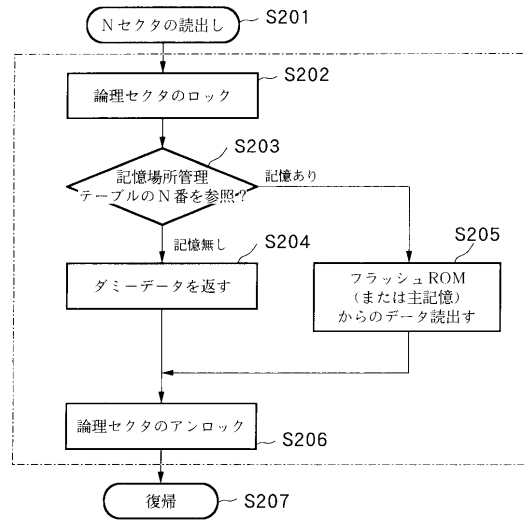 Nセクタの読出し
S201
論理セクタのロック
S202
記憶場所管理
テーブルのN番を参照？
S203
記憶あり
記憶無し
ダミーデータを返す
S204
フラッシュROM
（または主記憶）
からのデータ読出す
S205
論理セクタのアンロック
S206
復帰
S207